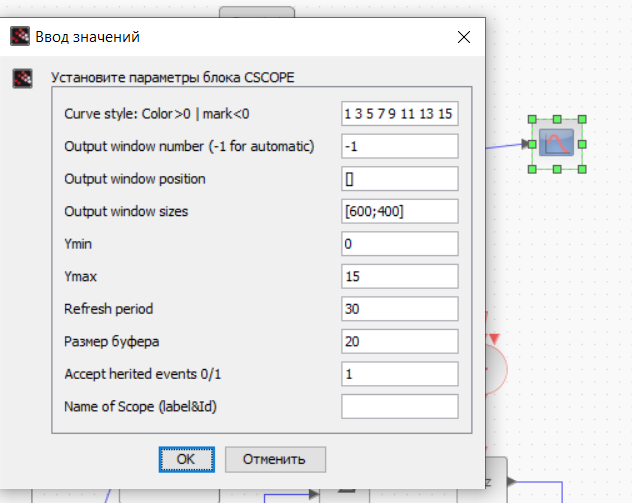 Ввод значений
Установите параметры блока CSCOPE
Curve style: Color>0 | mark<0 1 3 5 7 9 11 13 15
Output window number (-1 for automatic) -1
Output window position []
Output window sizes [600;400]
Ymin 0
Ymax 15
Refresh period 30
Размер буфера 20
Accept herited events 0/1 1
Name of Scope (label&Id)
OK Отменить
z